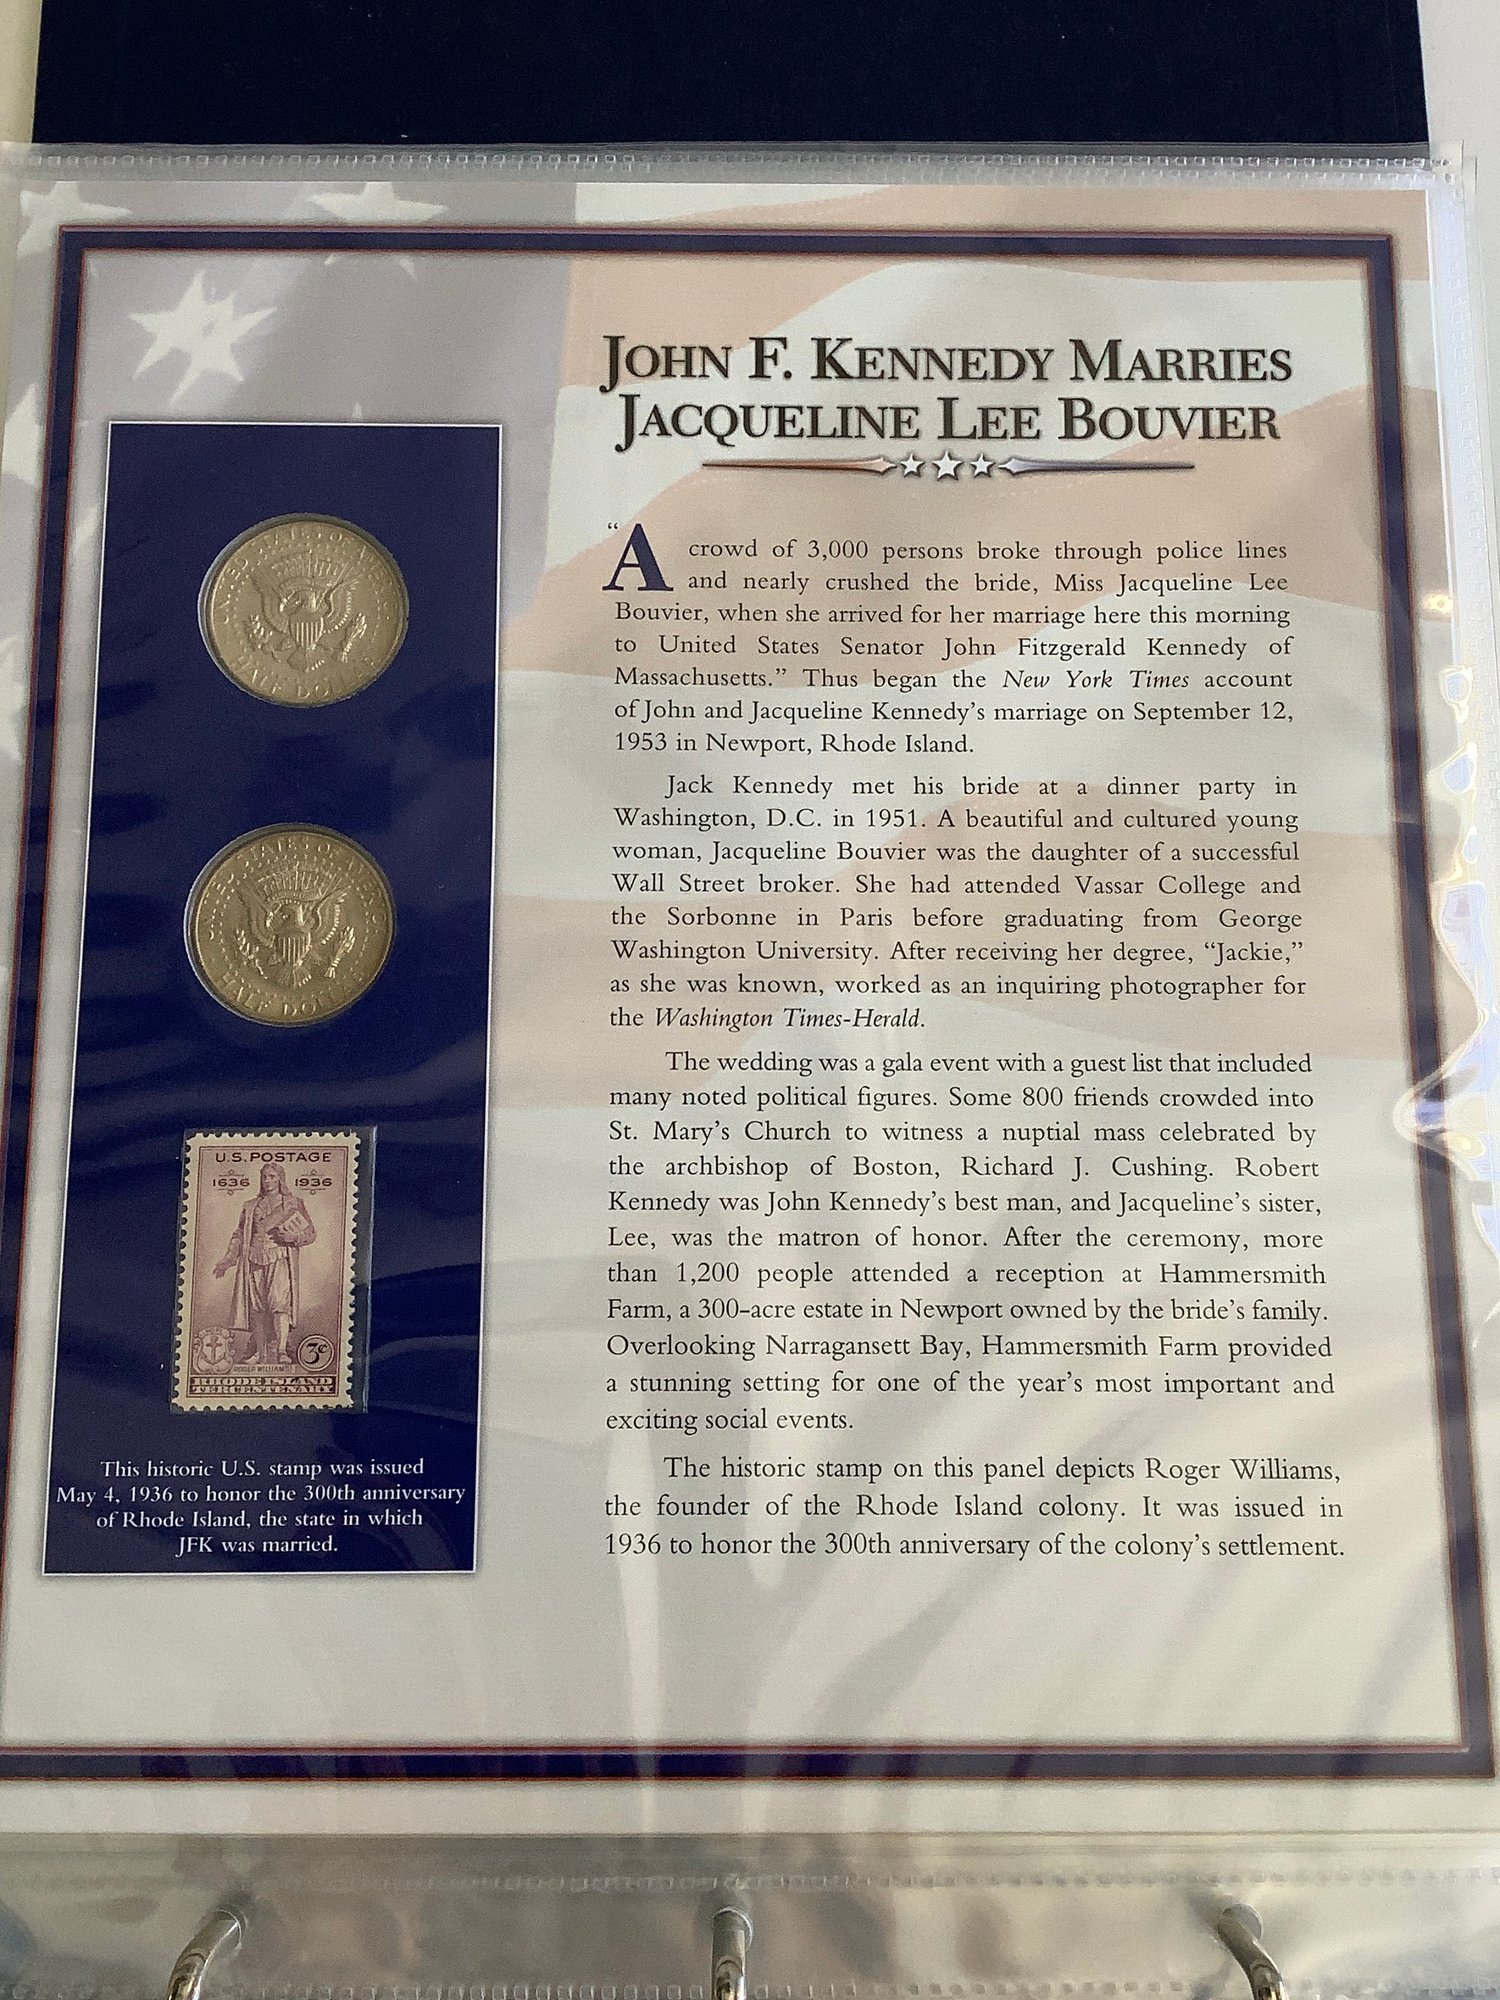 JOHN F. KENNEDY MARRIES
JACQUELINE LEE BOUVIER
"A crowd of 3,000 persons broke through police lines
and nearly crushed the bride, Miss Jacqueline Lee
Bouvier, when she arrived for her marriage here this morning
to United States Senator John Fitzgerald Kennedy of
Massachusetts." Thus began the New York Times account
of John and Jacqueline Kennedy's marriage on September 12,
1953 in Newport, Rhode Island.
Jack Kennedy met his bride at a dinner party in
Washington, D.C. in 1951. A beautiful and cultured young
woman, Jacqueline Bouvier was the daughter of a successful
Wall Street broker. She had attended Vassar College and
the Sorbonne in Paris before graduating from George
Washington University. After receiving her degree, "Jackie,"
as she was known, worked as an inquiring photographer for
the Washington Times-Herald.
The wedding was a gala event with a guest list that included
many noted political figures. Some 800 friends crowded into
St. Mary's Church to witness a nuptial mass celebrated by
the archbishop of Boston, Richard J. Cushing. Robert
Kennedy was John Kennedy's best man, and Jacqueline's sister,
Lee, was the matron of honor. After the ceremony, more
than 1,200 people attended a reception at Hammersmith
Farm, a 300-acre estate in Newport owned by the bride's family.
Overlooking Narragansett Bay, Hammersmith Farm provided
a stunning setting for one of the year's most important and
exciting social events.
The historic stamp on this panel depicts Roger Williams,
the founder of the Rhode Island colony. It was issued in
1936 to honor the 300th anniversary of the colony's settlement.
UNITED STATES OF AMERICA
HALF DOLLAR
UNITED STATES OF AMERICA
HALF DOLLAR
U.S. POSTAGE
1636 1936
ROGER WILLIAMS
3¢
RHODE ISLAND
TERCENTENARY
This historic U.S. stamp was issued
May 4, 1936 to honor the 300th anniversary
of Rhode Island, the state in which
JFK was married.